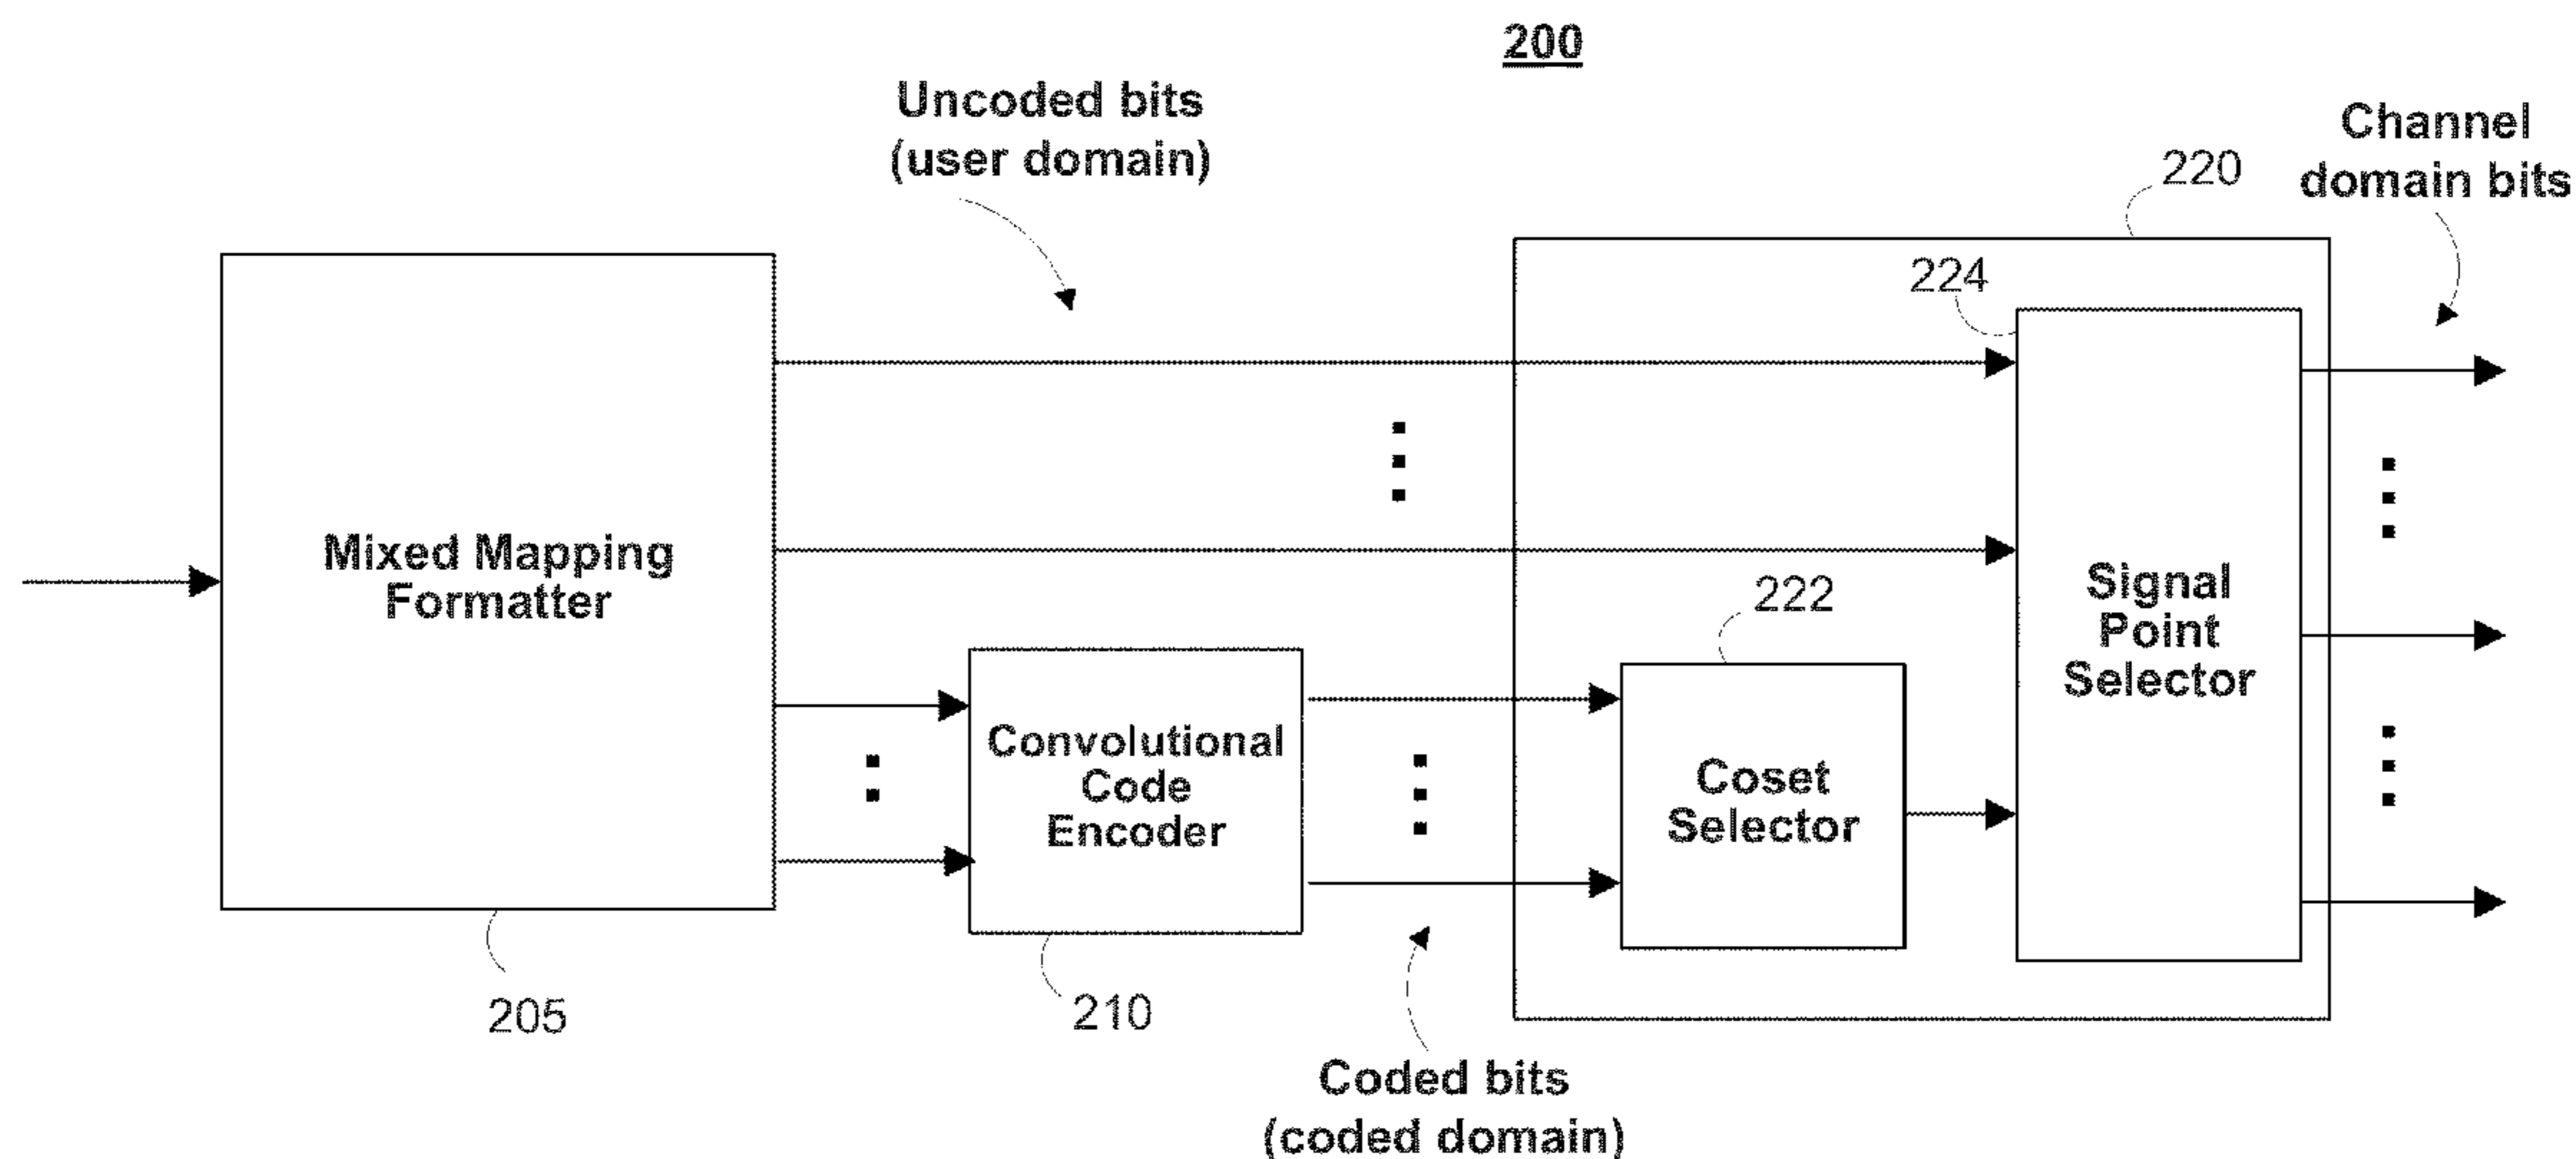 200
Uncoded bits
(user domain)
Channel
domain bits
220
224
Mixed Mapping
Formatter
222
Signal
Point
Selector
Convolutional
Code
Encoder
Coset
Selector
205
210
Coded bits
(coded domain)